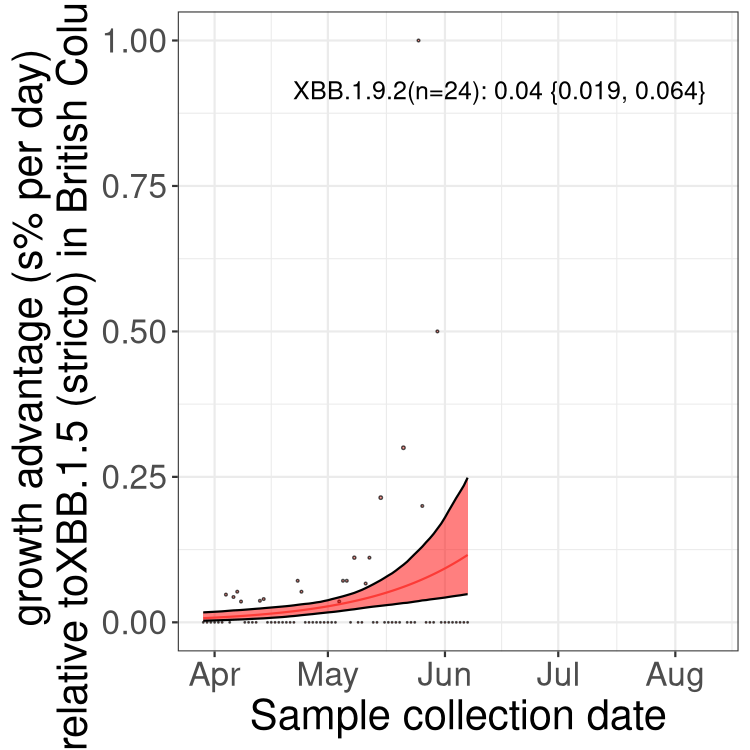 growth advantage (s% per day)
relative toXBB.1.5 (stricto) in British Colu
1.00
0.75
0.50
0.25
0.00
XBB.1.9.2(n=24): 0.04 {0.019, 0.064}
Apr May Jun Jul Aug
Sample collection date